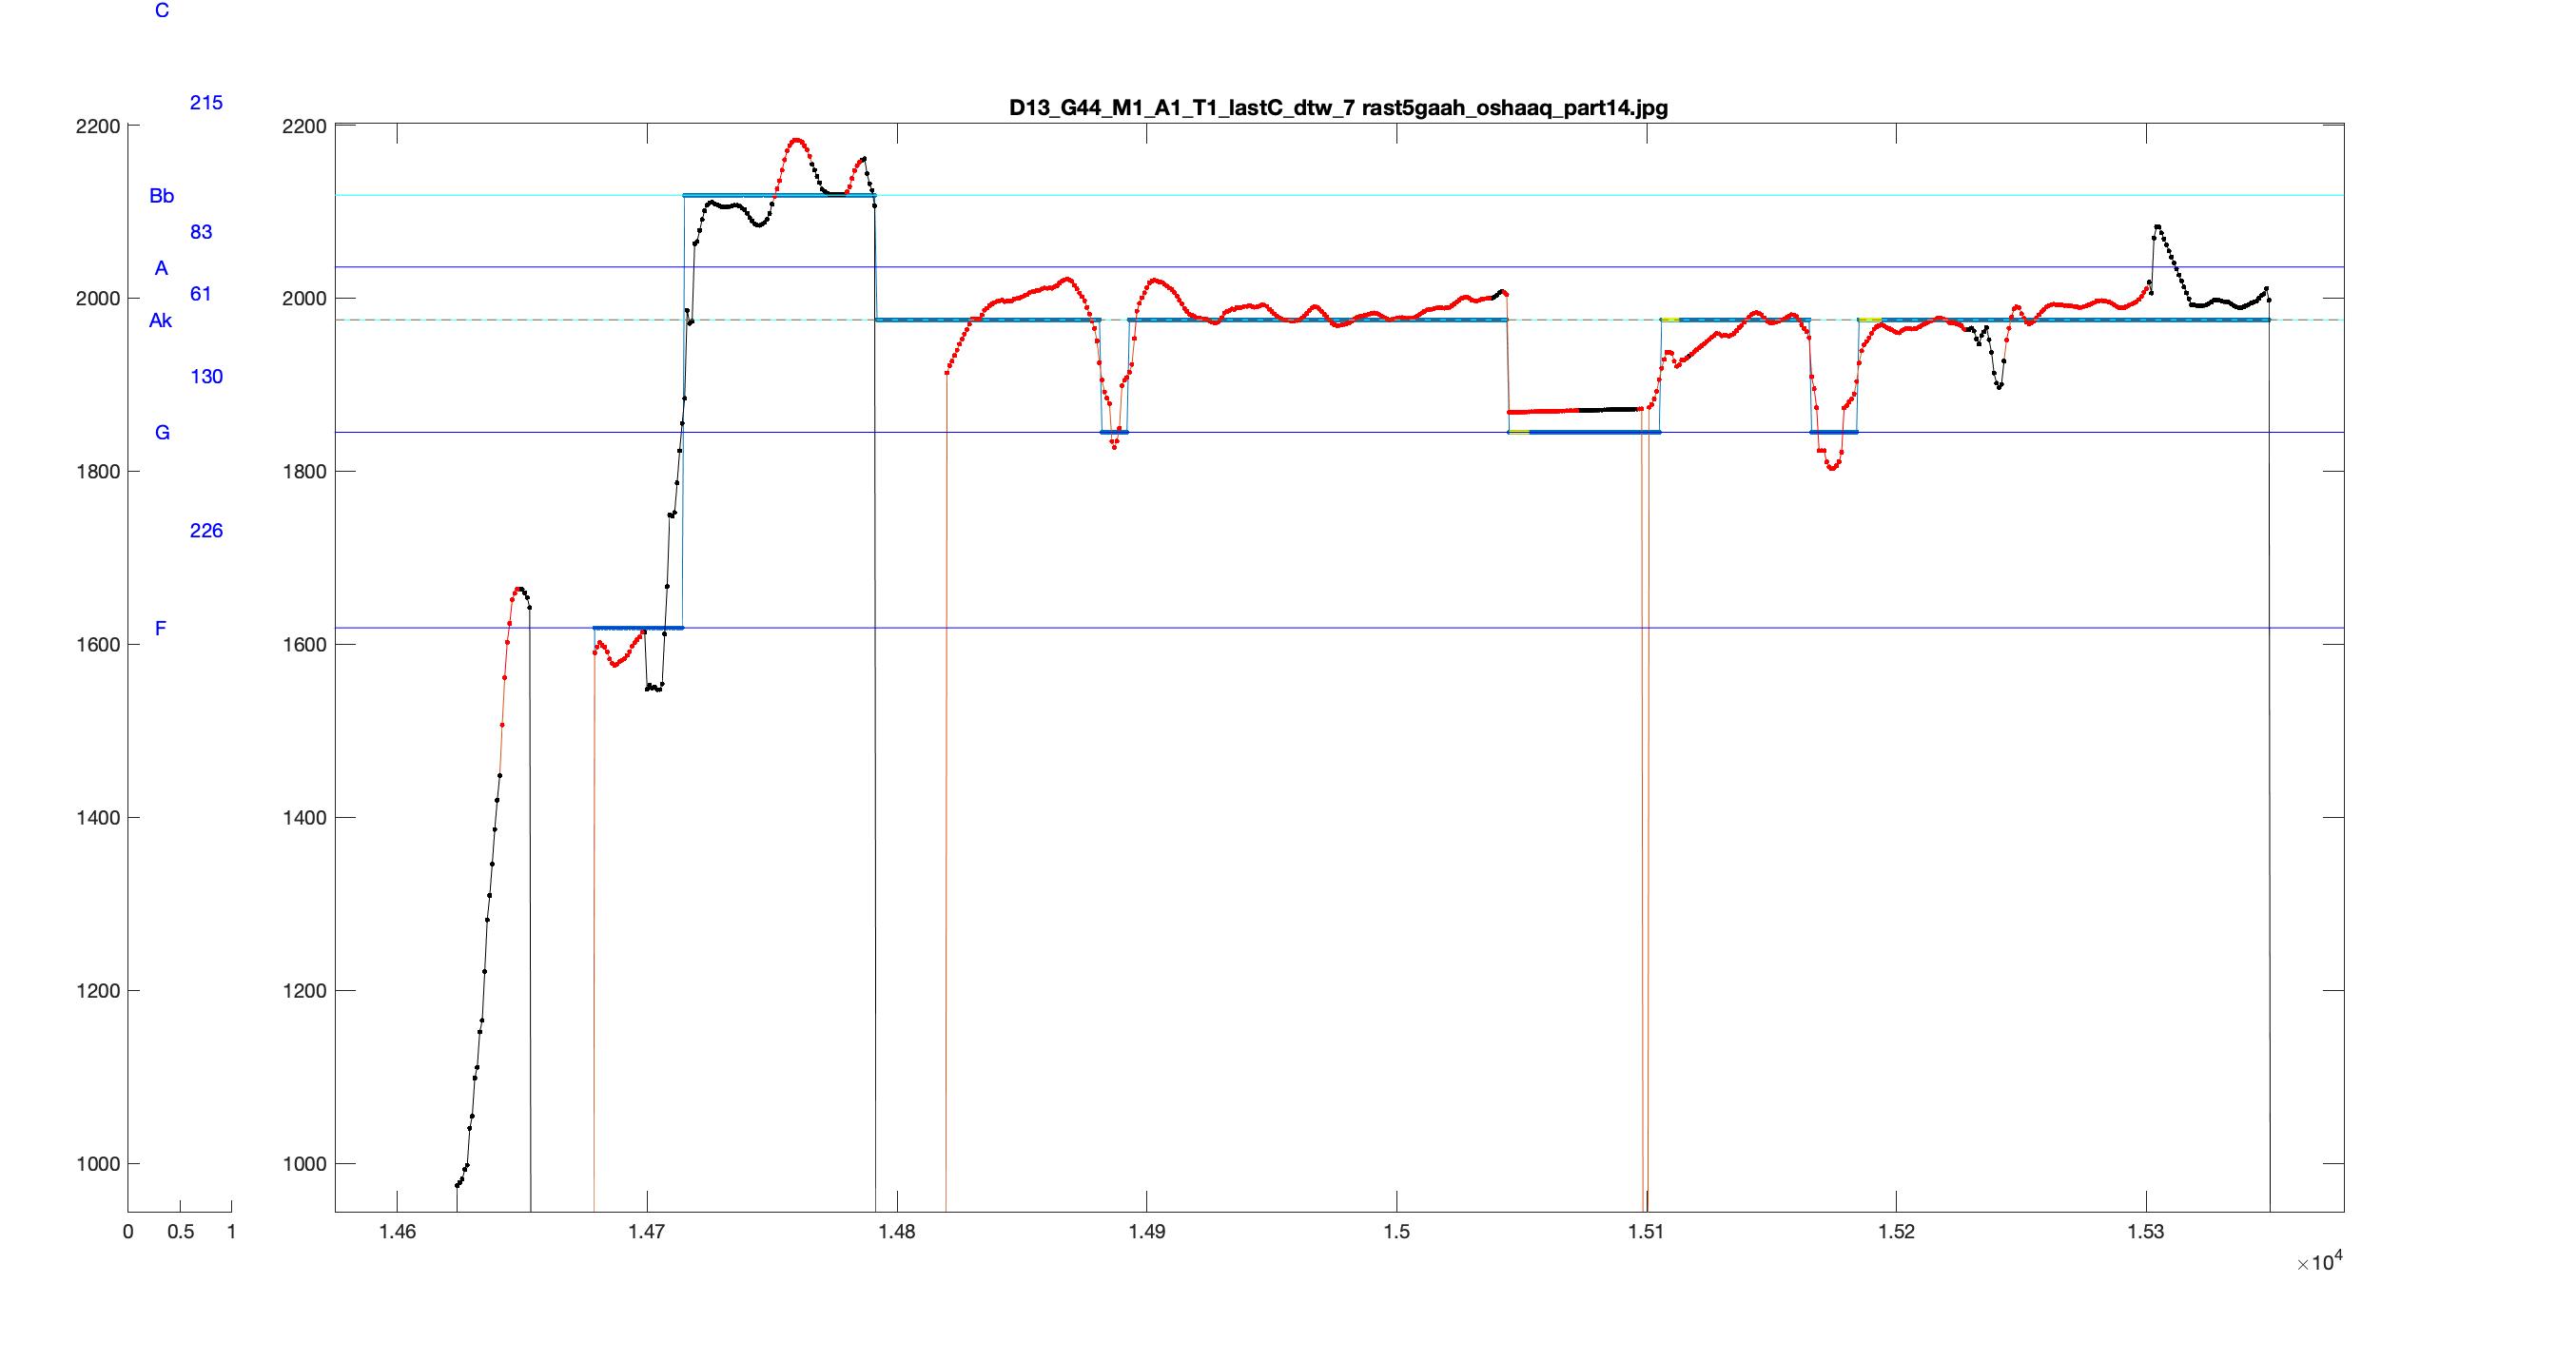 C
215
D13_G44_M1_A1_T1_lastC_dtw_7 rast5gaah_oshaaq_part14.jpg
2200 2200
Bb
83
A
61
2000 2000
Ak
130
G
1800 1800
226
F
1600 1600
1400 1400
1200 1200
1000 1000
0 0.5 1 1.46 1.47 1.48 1.49 1.5 1.51 1.52 1.53
×10⁴